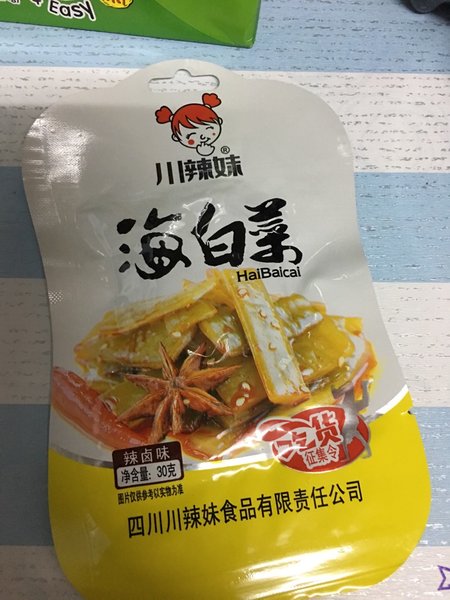 & Easy
®
川辣妹
海白菜
HaiBaicai
吃货
征集令
辣卤味
净含量: 30克
图片仅供参考以实物为准
四川川辣妹食品有限责任公司